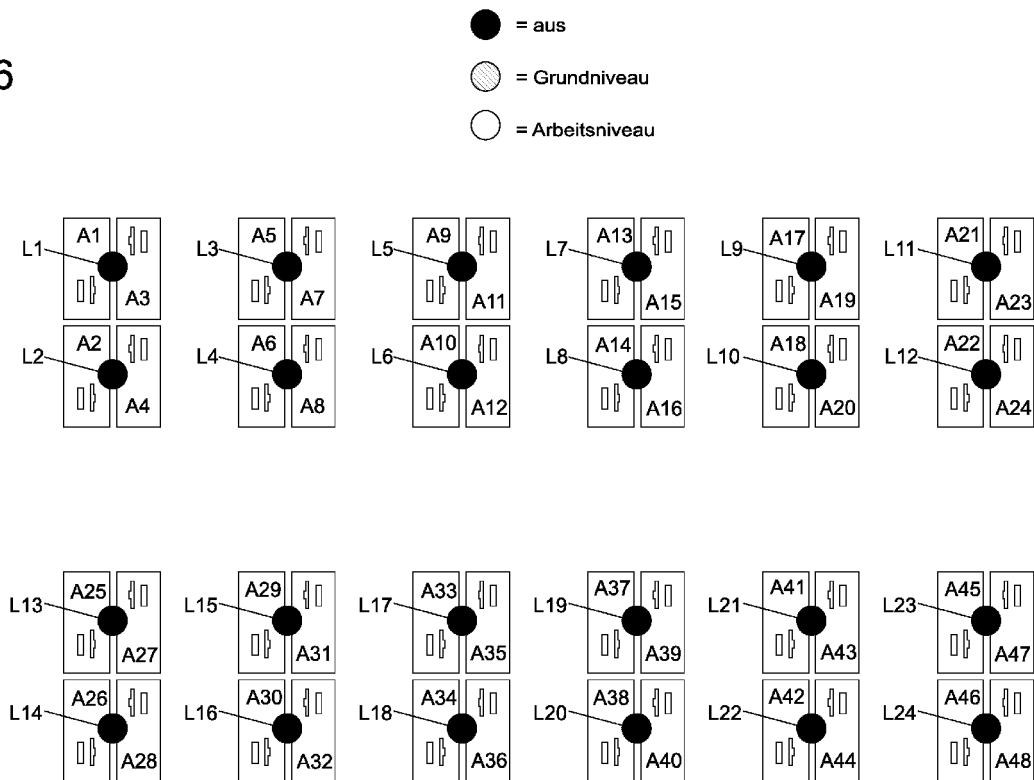 = aus
6
= Grundniveau
= Arbeitsniveau
A1 A5 A9 A13 A17 A21
L1 L3 L5 L7 L9 L11
A3 A7 A11 A15 A19 A23
A2 A6 A10 A14 A18 A22
L2 L4 L6 L8 L10 L12
A4 A8 A12 A16 A20 A24
A25 A29 A33 A37 A41 A45
L13 L15 L17 L19 L21 L23
A27 A31 A35 A39 A43 A47
A26 A30 A34 A38 A42 A46
L14 L16 L18 L20 L22 L24
A28 A32 A36 A40 A44 A48